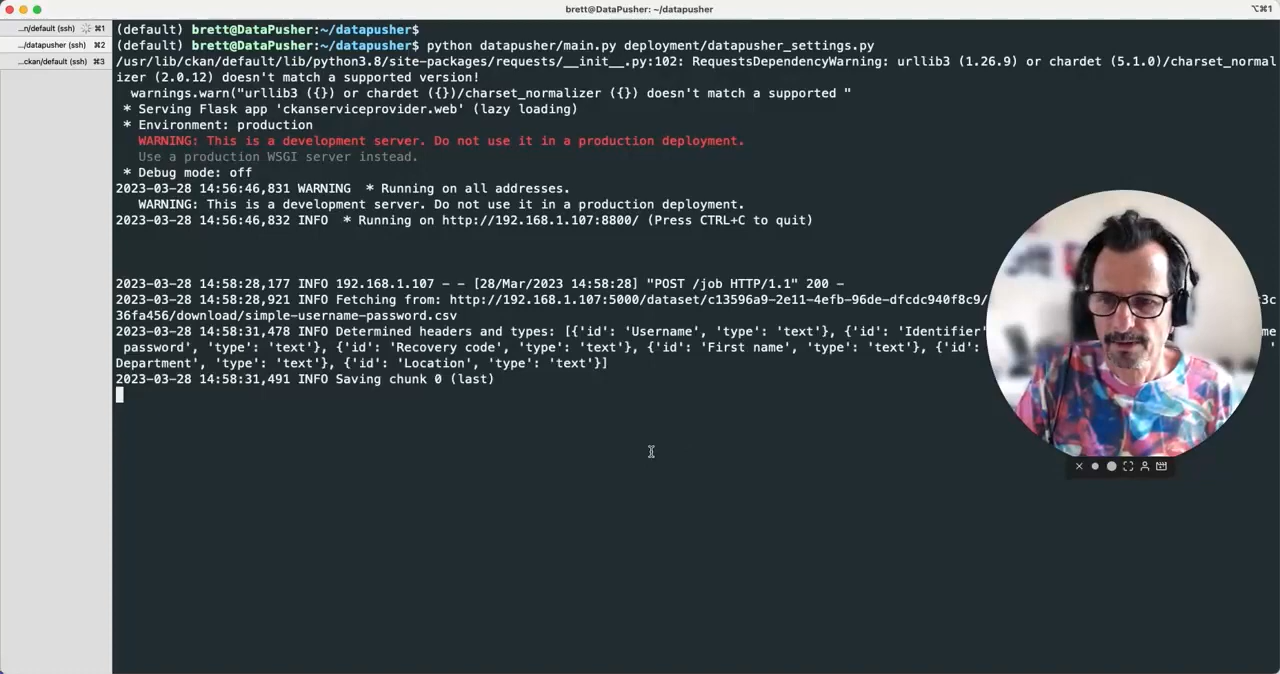 brett@DataPusher: ~/datapusher
⌥⌘1
...n/default (ssh) ⌘1
.../datapusher (ssh) ⌘2
...ckan/default (ssh) ⌘3
(default) brett@DataPusher:~/datapusher$
(default) brett@DataPusher:~/datapusher$ python datapusher/main.py deployment/datapusher_settings.py
/usr/lib/ckan/default/lib/python3.8/site-packages/requests/__init__.py:102: RequestsDependencyWarning: urllib3 (1.26.9) or chardet (5.1.0)/charset_normal
izer (2.0.12) doesn't match a supported version!
warnings.warn("urllib3 ({}) or chardet ({})/charset_normalizer ({}) doesn't match a supported "
* Serving Flask app 'ckanserviceprovider.web' (lazy loading)
* Environment: production
WARNING: This is a development server. Do not use it in a production deployment.
Use a production WSGI server instead.
* Debug mode: off
2023-03-28 14:56:46,831 WARNING  * Running on all addresses.
WARNING: This is a development server. Do not use it in a production deployment.
2023-03-28 14:56:46,832 INFO  * Running on http://192.168.1.107:8800/ (Press CTRL+C to quit)
2023-03-28 14:58:28,177 INFO 192.168.1.107 - - [28/Mar/2023 14:58:28] "POST /job HTTP/1.1" 200 -
2023-03-28 14:58:28,921 INFO Fetching from: http://192.168.1.107:5000/dataset/c13596a9-2e11-4efb-96de-dfcdc940f8c9/ 3c
36fa456/download/simple-username-password.csv
2023-03-28 14:58:31,478 INFO Determined headers and types: [{'id': 'Username', 'type': 'text'}, {'id': 'Identifier' me
password', 'type': 'text'}, {'id': 'Recovery code', 'type': 'text'}, {'id': 'First name', 'type': 'text'}, {'id': '
Department', 'type': 'text'}, {'id': 'Location', 'type': 'text'}]
2023-03-28 14:58:31,491 INFO Saving chunk 0 (last)